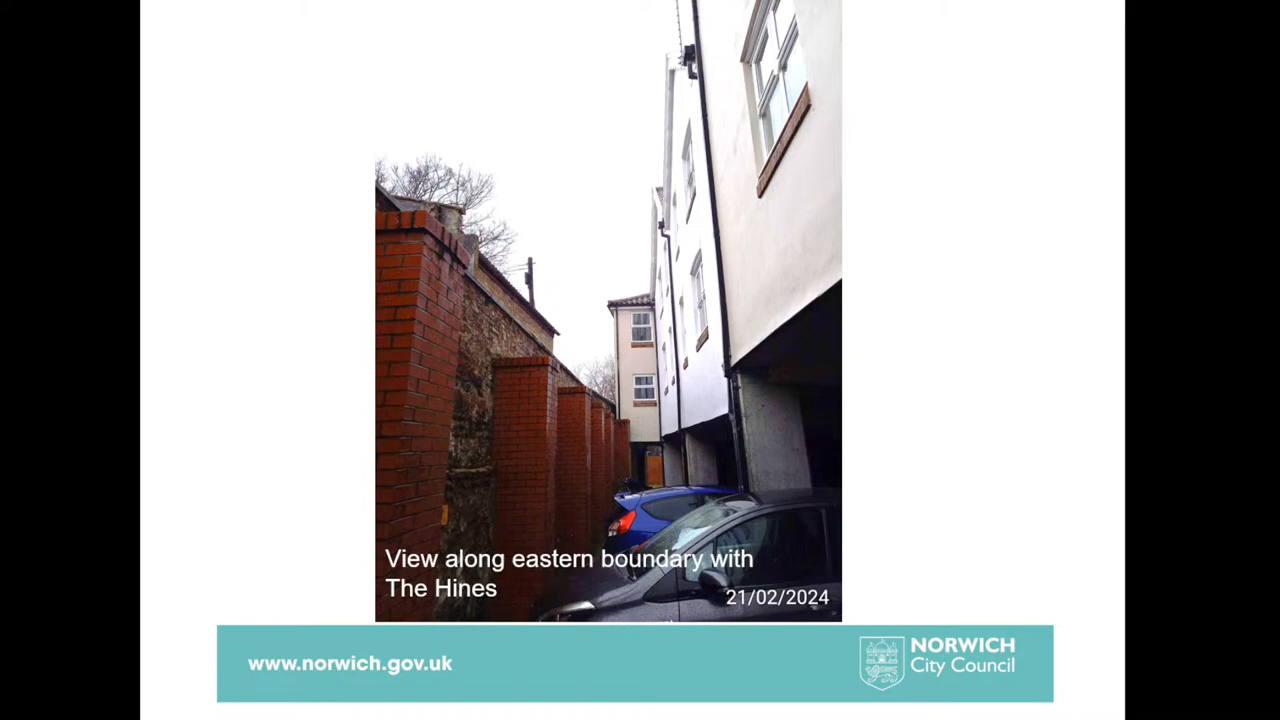 View along eastern boundary with
The Hines
21/02/2024
www.norwich.gov.uk
NORWICH
City Council